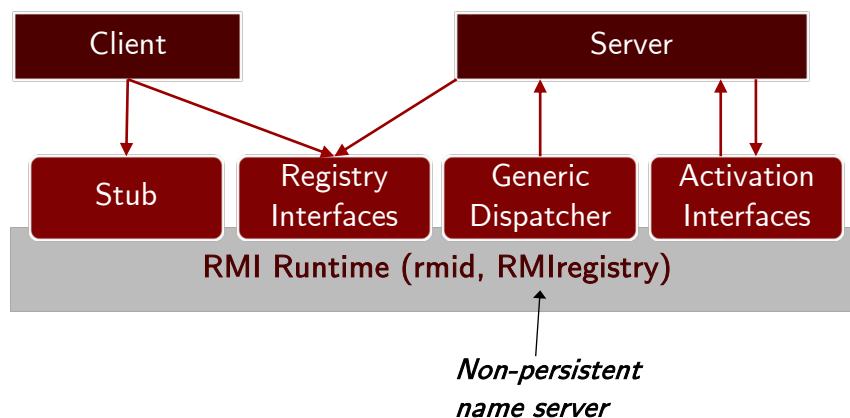 Client
Server
Stub
Registry
Interfaces
Generic
Dispatcher
Activation
Interfaces
RMI Runtime (rmid, RMIregistry)
Non-persistent
name server